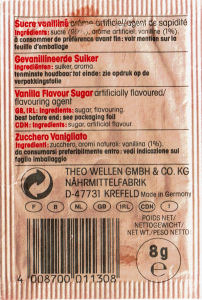 Sucre vanilliné arôme artificiel/agent de sapidité
Ingrédients: sucre arôme artificiel: vanilline (1%).
à consommer de préférence avant fin: voir mention sur la
feuille d'emballage
Gevanillineerde Suiker
Ingrediënten: suiker, aroma.
tenminste houdbaar tot einde: zie opdruk op de
verpakkingsfolie
Vanilla Flavour Sugar artificially flavoured/
flavouring agent
GB, IRL: Ingredients: sugar, flavouring.
best before end: see packaging foil
CDN: Ingredients: sugar, artificial flavour.
Zucchero Vanigliato
Ingredienti: zucchero, aromi naturali: vanillina (1%).
da consumarsi preferibilmente entro: vedi indicazione sul
foglio imballaggio
THEO WELLEN GMBH & CO. KG
NÄHRMITTELFABRIK
D-47731 KREFELD Made in Germany
F B NL GB IRL CDN I
POIDS NET/
NETTOGEWICHT/
NT WT./PESO NETTO
8g e
4 008700 011308